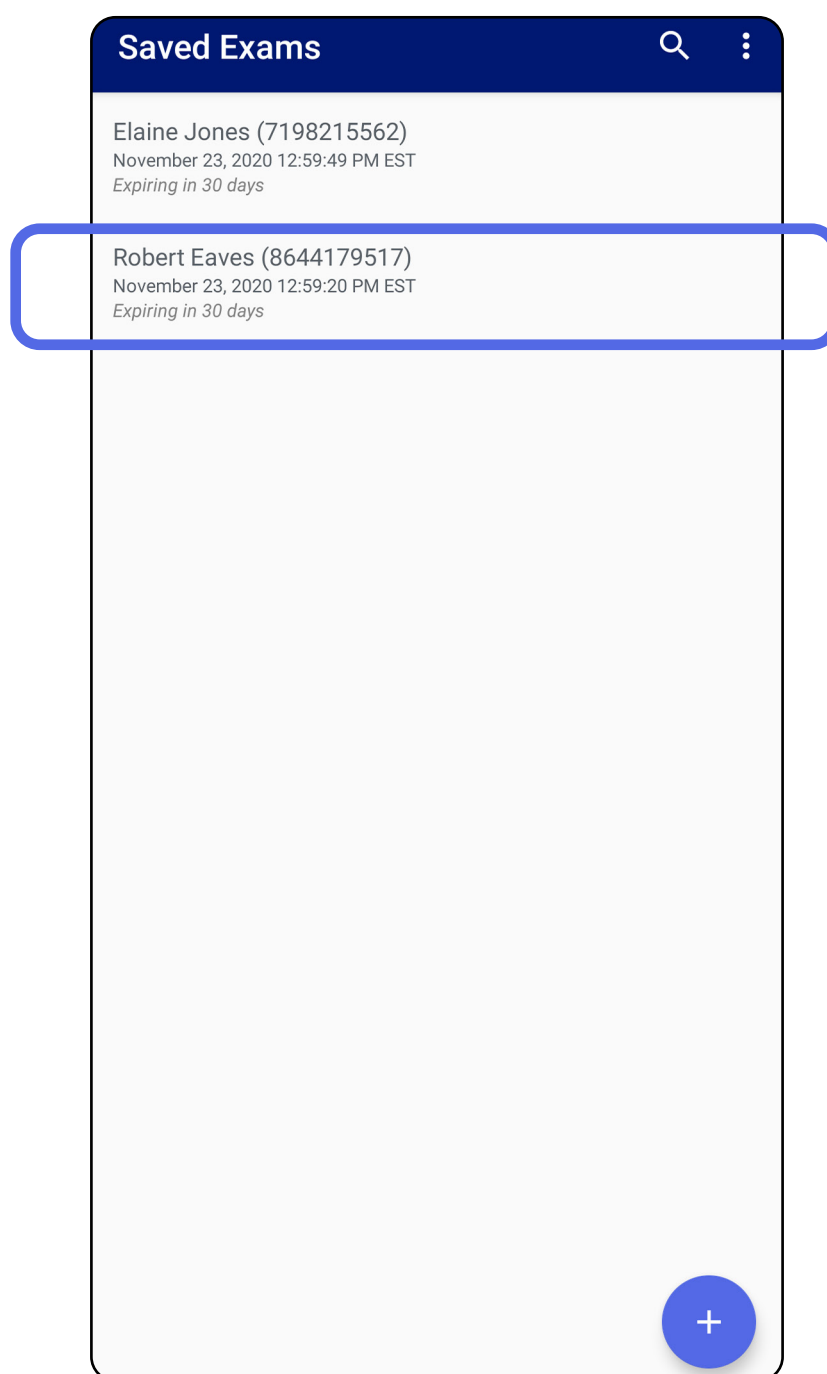 Saved Exams
Elaine Jones (7198215562)
November 23, 2020 12:59:49 PM EST
Expiring in 30 days
Robert Eaves (8644179517)
November 23, 2020 12:59:20 PM EST
Expiring in 30 days